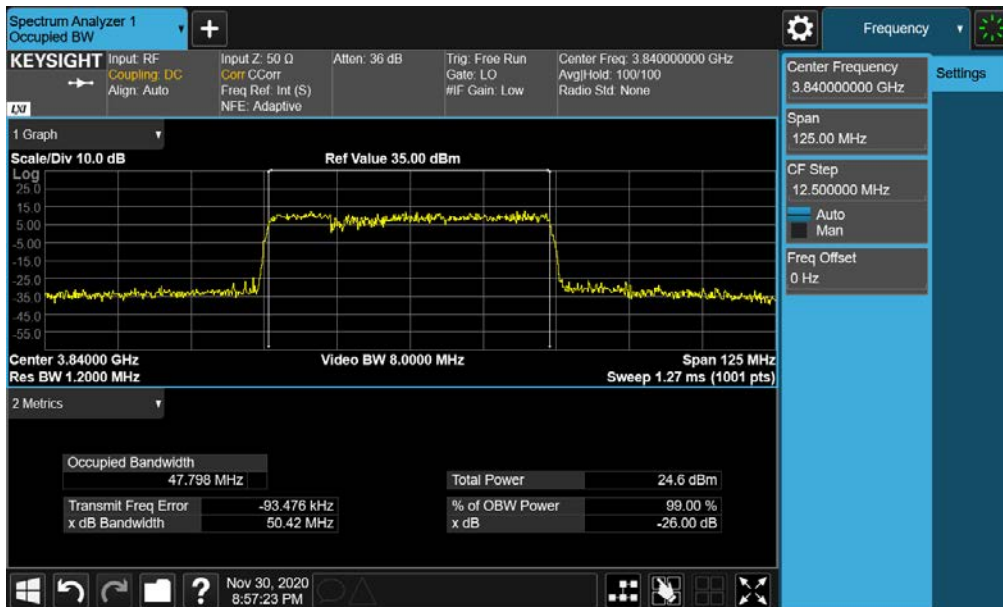 Spectrum Analyzer 1
Occupied BW
+
Frequency
KEYSIGHT
LXI
Input: RF
Coupling: DC
Align: Auto
Input Z: 50 Ω
Corr CCorr
Freq Ref: Int (S)
NFE: Adaptive
Atten: 36 dB
Trig: Free Run
Gate: LO
#IF Gain: Low
Center Freq: 3.840000000 GHz
Avg|Hold: 100/100
Radio Std: None
Center Frequency
3.840000000 GHz
Settings
Span
125.00 MHz
CF Step
12.500000 MHz
Auto
Man
Freq Offset
0 Hz
1 Graph
Scale/Div 10.0 dB
Ref Value 35.00 dBm
Log
25.0
15.0
5.00
-5.00
-15.0
-25.0
-35.0
-45.0
-55.0
Center 3.84000 GHz
Video BW 8.0000 MHz
Span 125 MHz
Res BW 1.2000 MHz
Sweep 1.27 ms (1001 pts)
2 Metrics
Occupied Bandwidth
47.798 MHz
Total Power 24.6 dBm
Transmit Freq Error -93.476 kHz
% of OBW Power 99.00 %
x dB Bandwidth 50.42 MHz
x dB -26.00 dB
?
Nov 30, 2020
8:57:23 PM